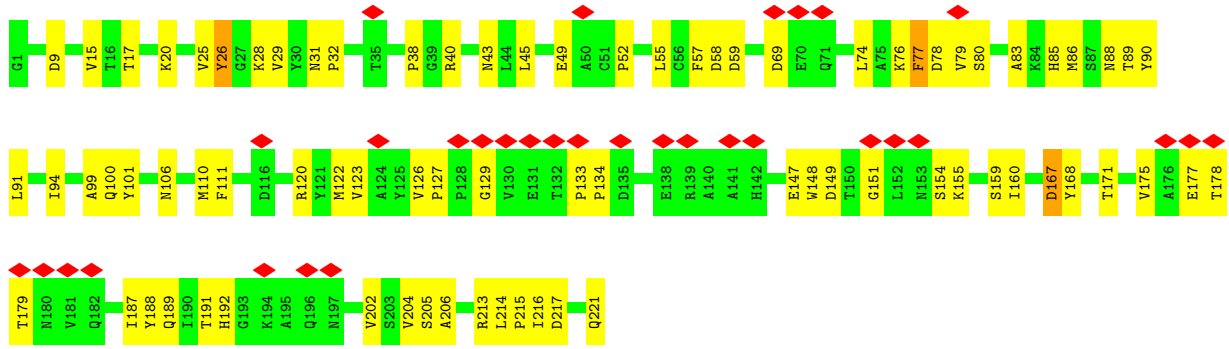 G1 D9 V15 T16 T17 K20 V25 Y26 G27 K28 V29 Y30 N31 P32 T35 P38 G39 R40 N43 L44 L45 E49 A50 C51 P52 L55 C56 F57 D58 D59 D69 E70 Q71 L74 A75 K76 F77 D78 V79 S80 A83 K84 H85 M86 S87 N88 T89 Y90
L91 I94 A99 Q100 Y101 N106 M110 F111 D116 R120 Y121 M122 V123 A124 Y125 V126 P127 P128 G129 V130 E131 T132 P133 P134 D135 E138 R139 A140 A141 H142 E147 W148 D149 T150 G151 L152 N153 S154 K155 S159 I160 D167 Y168 T171 V175 A176 E177 T178
T179 N180 V181 Q182 I187 Y188 Q189 I190 T191 H192 G193 K194 A195 Q196 N197 V202 S203 V204 S205 A206 R213 L214 P215 I216 D217 Q221